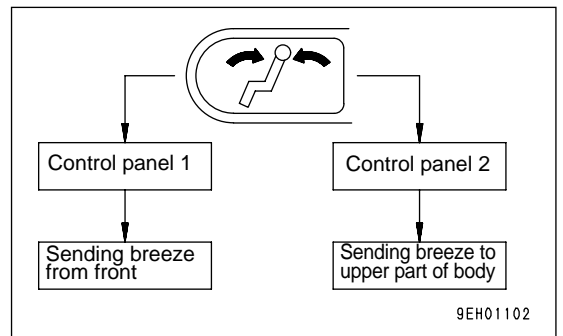 Control panel 1
Control panel 2
Sending breeze
from front
Sending breeze to
upper part of body
9EH01102